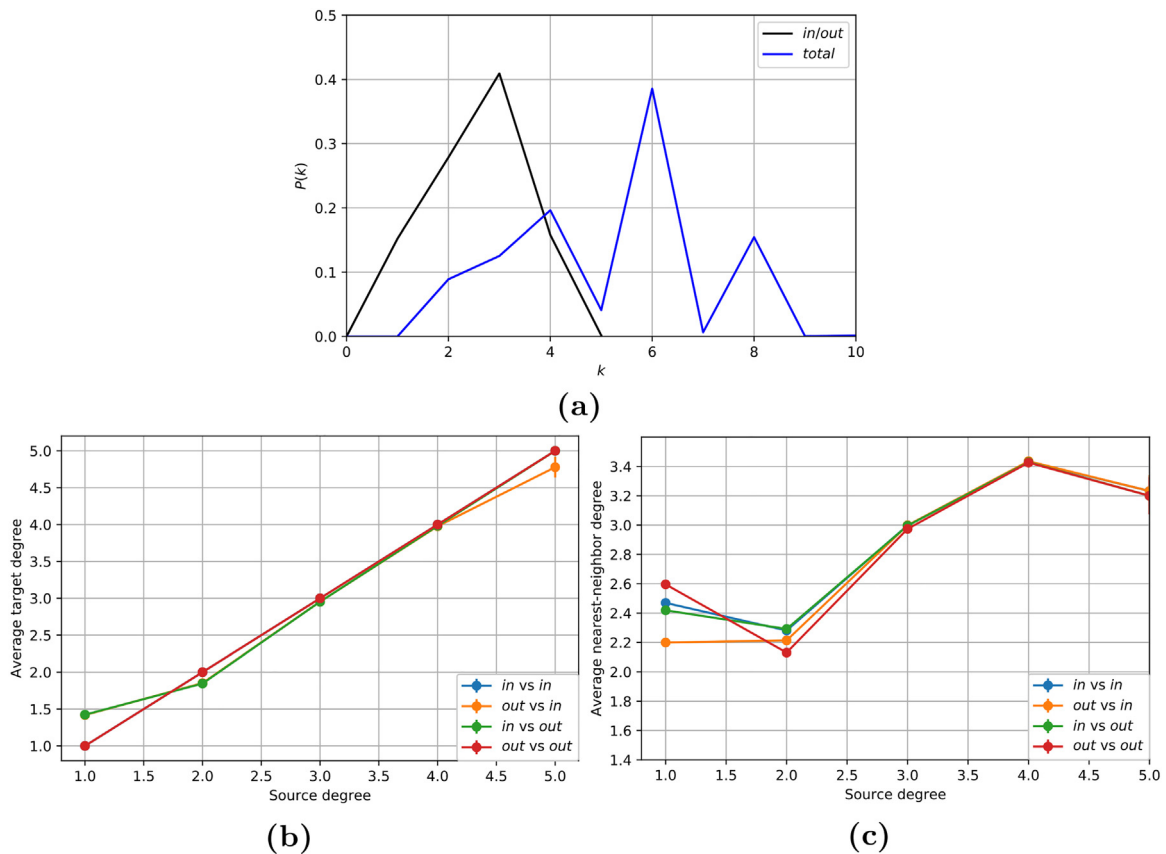 0.5
0.4
0.3
0.2
0.1
0.0
P(k)
in/out
total
0 2 4 6 8 10
k
(a)
5.0
4.5
4.0
3.5
3.0
2.5
2.0
1.5
1.0
Average target degree
in vs in
out vs in
in vs out
out vs out
1.0 1.5 2.0 2.5 3.0 3.5 4.0 4.5 5.0
Source degree
(b)
3.4
3.2
3.0
2.8
2.6
2.4
2.2
2.0
1.8
1.6
1.4
Average nearest-neighbor degree
in vs in
out vs in
in vs out
out vs out
1.0 1.5 2.0 2.5 3.0 3.5 4.0 4.5 5.0
Source degree
(c)